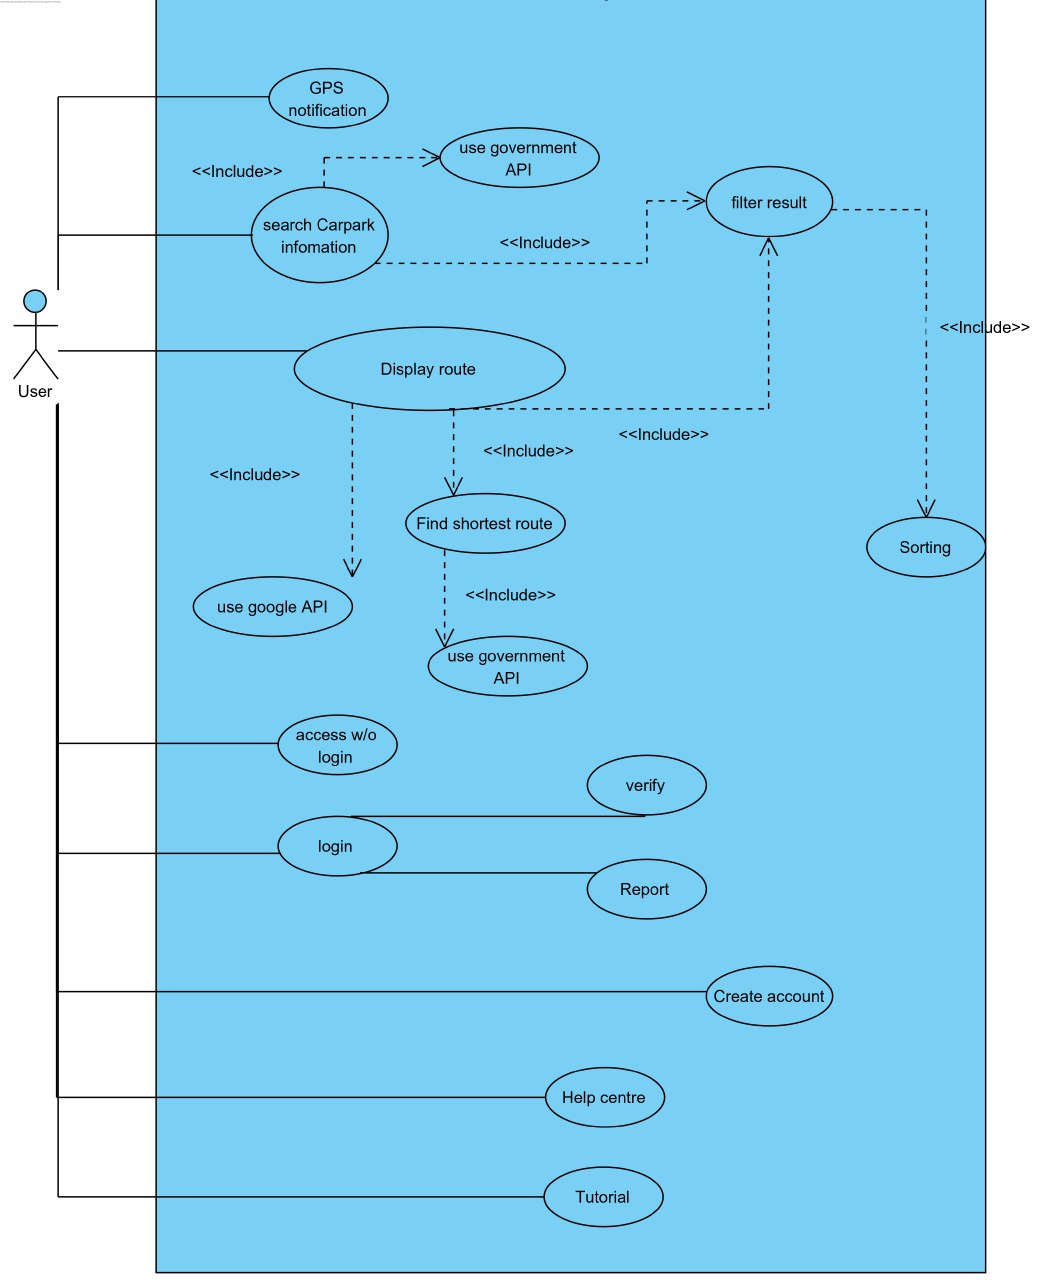 GPS
notification
use government
API
<<Include>>
filter result
search Carpark
infomation
<<Include>>
<<Include>>
Display route
User
<<Include>>
<<Include>>
<<Include>>
Find shortest route
Sorting
<<Include>>
use google API
use government
API
access w/o
login
verify
login
Report
Create account
Help centre
Tutorial